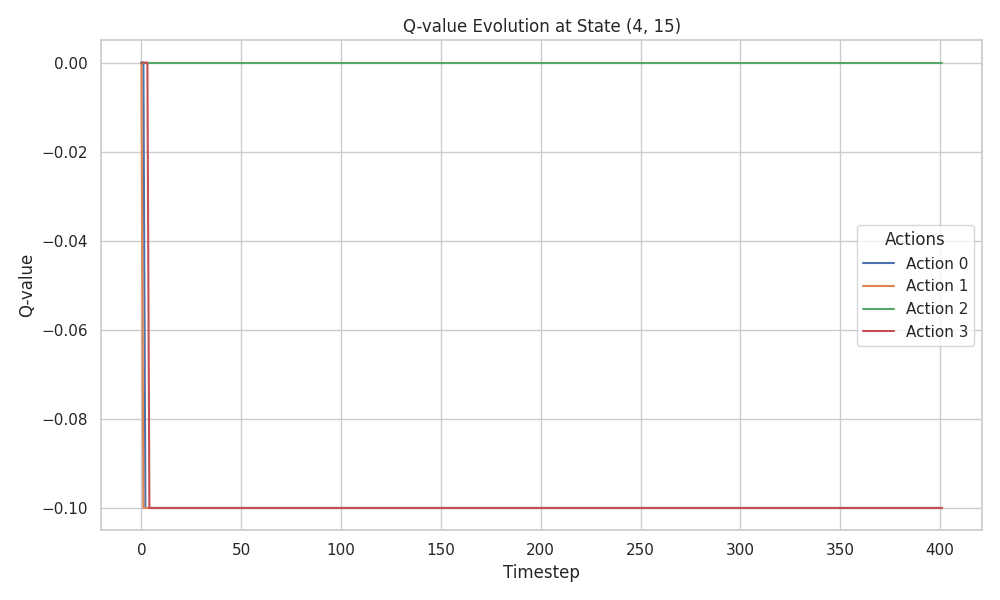 Q-value Evolution at State (4, 15)
0.00
−0.02
−0.04
−0.06
−0.08
−0.10
Q-value
Actions
Action 0
Action 1
Action 2
Action 3
0 50 100 150 200 250 300 350 400
Timestep